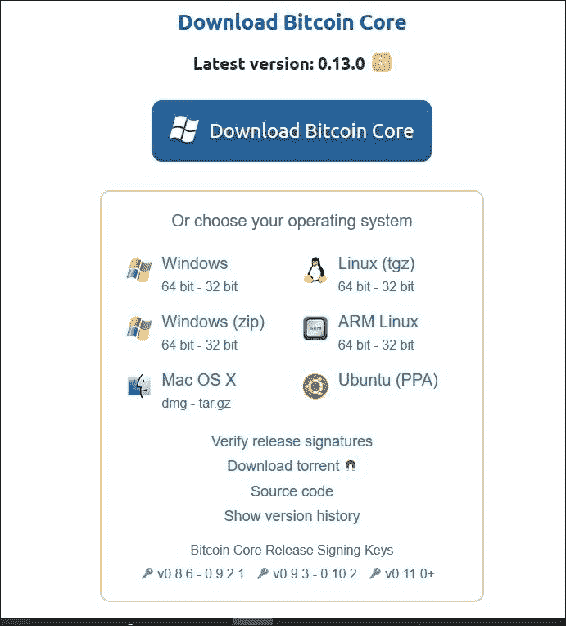 Download Bitcoin Core
Latest version: 0.13.0
Download Bitcoin Core
Or choose your operating system
Windows
64 bit - 32 bit
Linux (tgz)
64 bit - 32 bit
Windows (zip)
64 bit - 32 bit
ARM Linux
64 bit - 32 bit
Mac OS X
dmg - tar.gz
Ubuntu (PPA)
Verify release signatures
Download torrent
Source code
Show version history
Bitcoin Core Release Signing Keys
v0.8.6 - 0.9.2.1 v0.9.3 - 0.10.2 v0.11.0+